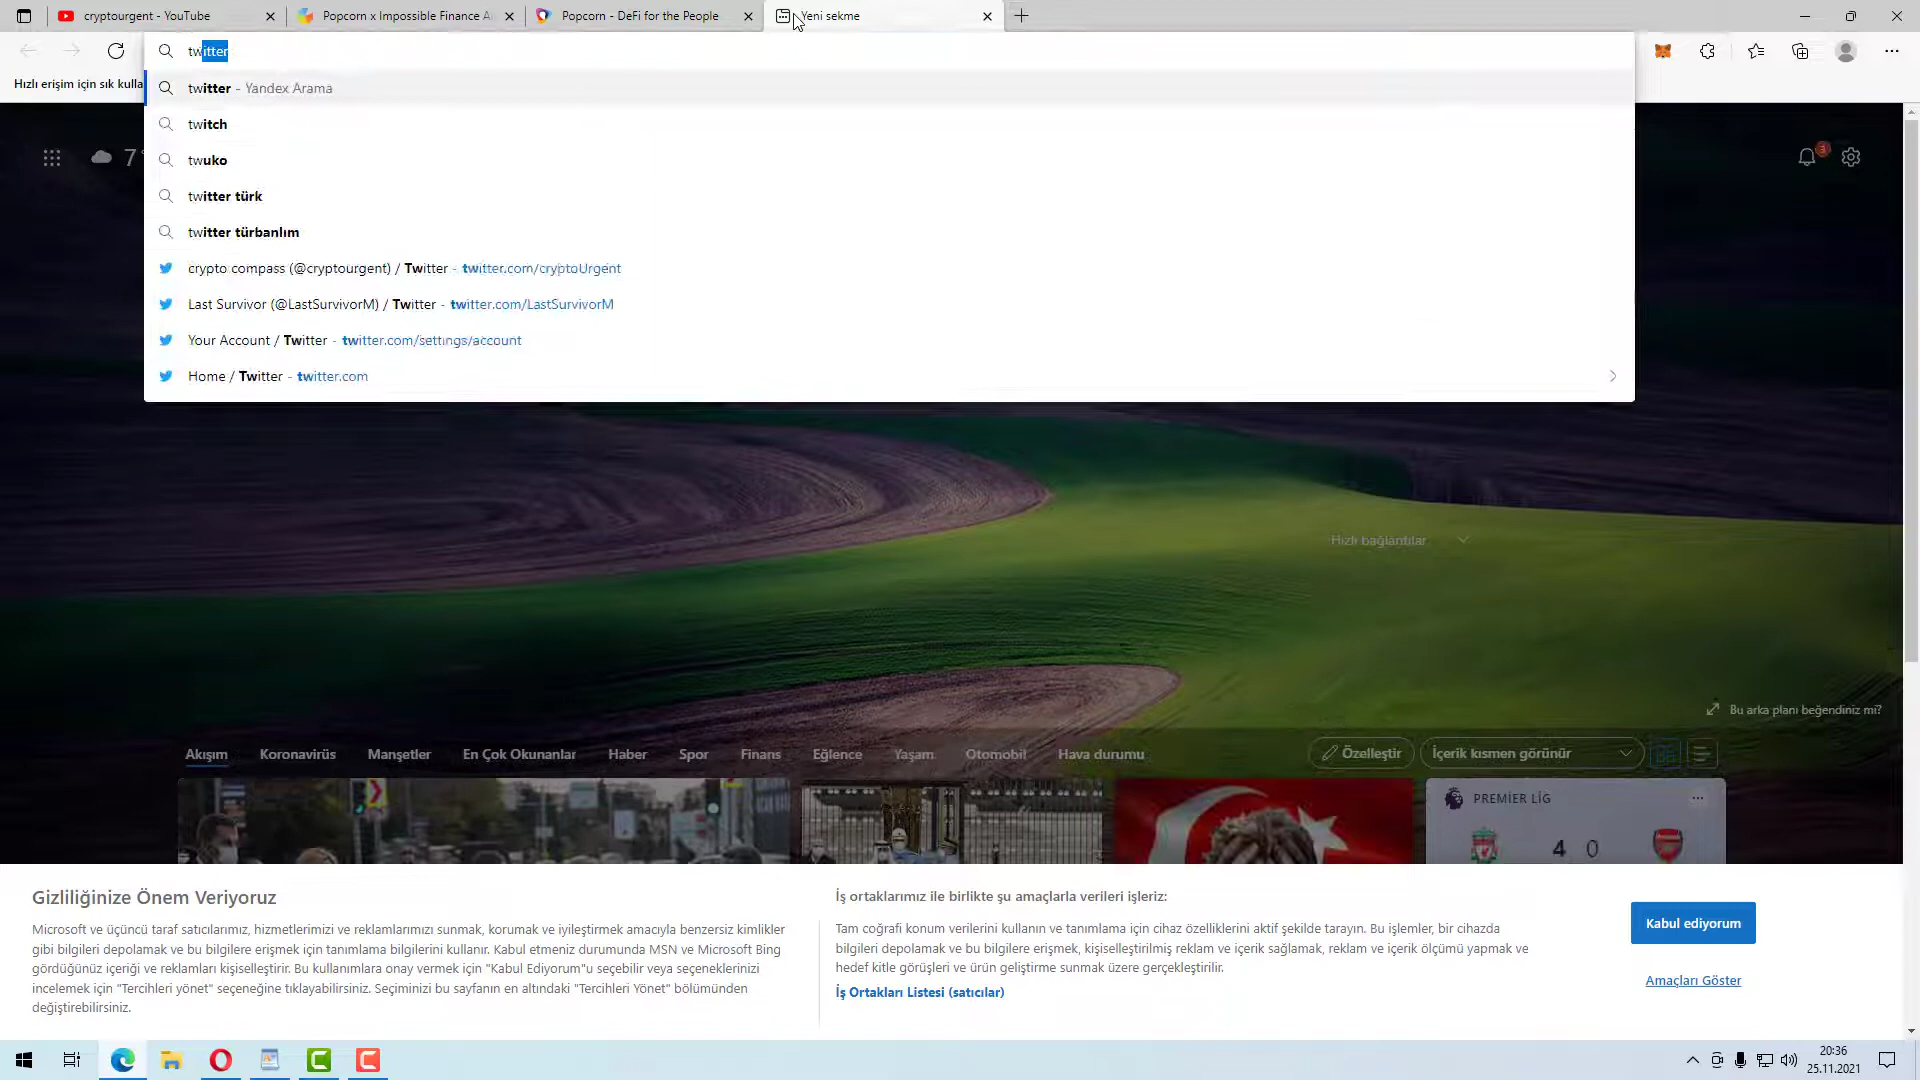 cryptourgent - YouTube
Popcorn x Impossible Finance A
Popcorn - DeFi for the People
Yeni sekme
twitter
Hızlı erişim için sık kulla
twitter - Yandex Arama
twitch
twuko
twitter türk
twitter türbanlım
crypto compass (@cryptourgent) / Twitter - twitter.com/cryptoUrgent
Last Survivor (@LastSurvivorM) / Twitter - twitter.com/LastSurvivorM
Your Account / Twitter - twitter.com/settings/account
Home / Twitter - twitter.com
7°
3
Hızlı bağlantılar
Bu arka planı beğendiniz mi?
Akışım Koronavirüs Manşetler En Çok Okunanlar Haber Spor Finans Eğlence Yaşam Otomobil Hava durumu
Özelleştir
İçerik kısmen görünür
PREMIER LİG
4 0
Gizliliğinize Önem Veriyoruz
Microsoft ve üçüncü taraf satıcılarımız, hizmetlerimizi ve reklamlarımızı sunmak, korumak ve iyileştirmek amacıyla benzersiz kimlikler
gibi bilgileri depolamak ve bu bilgilere erişmek için tanımlama bilgilerini kullanır. Kabul etmeniz durumunda MSN ve Microsoft Bing
gördüğünüz içeriği ve reklamları kişiselleştirir. Bu kullanımlara onay vermek için "Kabul Ediyorum"u seçebilir veya seçeneklerinizi
incelemek için "Tercihleri yönet" seçeneğine tıklayabilirsiniz. Seçiminizi bu sayfanın en altındaki "Tercihleri Yönet" bölümünden
değiştirebilirsiniz.
İş ortaklarımız ile birlikte şu amaçlarla verileri işleriz:
Tam coğrafi konum verilerini kullanın ve tanımlama için cihaz özelliklerini aktif şekilde tarayın. Bu işlemler, bir cihazda
bilgileri depolamak ve bu bilgilere erişmek, kişiselleştirilmiş reklam ve içerik sağlamak, reklam ve içerik ölçümü yapmak ve
hedef kitle görüşleri ve ürün geliştirme sunmak üzere gerçekleştirilir.
İş Ortakları Listesi (satıcılar)
Kabul ediyorum
Amaçları Göster
20:36
25.11.2021